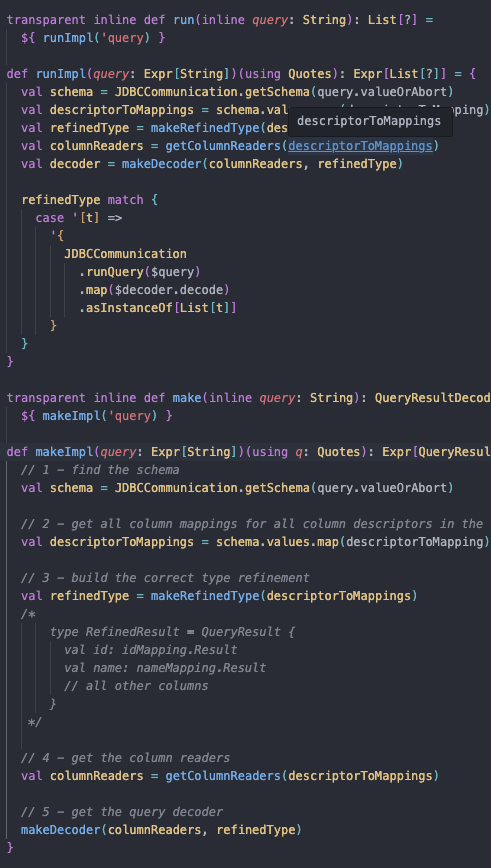 transparent inline def run(inline query: String): List[?] =
  ${ runImpl('query) }

def runImpl(query: Expr[String])(using Quotes): Expr[List[?]] = {
  val schema = JDBCCommunication.getSchema(query.valueOrAbort)
  val descriptorToMappings = schema.val
  val refinedType = makeRefinedType(des
descriptorToMappings
  val columnReaders = getColumnReaders(descriptorToMappings)
  val decoder = makeDecoder(columnReaders, refinedType)

  refinedType match {
    case '[t] =>
      '{
        JDBCCommunication
          .runQuery($query)
          .map($decoder.decode)
          .asInstanceOf[List[t]]
      }
  }
}

transparent inline def make(inline query: String): QueryResultDecod
  ${ makeImpl('query) }

def makeImpl(query: Expr[String])(using q: Quotes): Expr[QueryResul
  // 1 - find the schema
  val schema = JDBCCommunication.getSchema(query.valueOrAbort)

  // 2 - get all column mappings for all column descriptors in the
  val descriptorToMappings = schema.values.map(descriptorToMapping)

  // 3 - build the correct type refinement
  val refinedType = makeRefinedType(descriptorToMappings)
  /*
      type RefinedResult = QueryResult {
        val id: idMapping.Result
        val name: nameMapping.Result
        // all other columns
      }
   */

  // 4 - get the column readers
  val columnReaders = getColumnReaders(descriptorToMappings)

  // 5 - get the query decoder
  makeDecoder(columnReaders, refinedType)
}